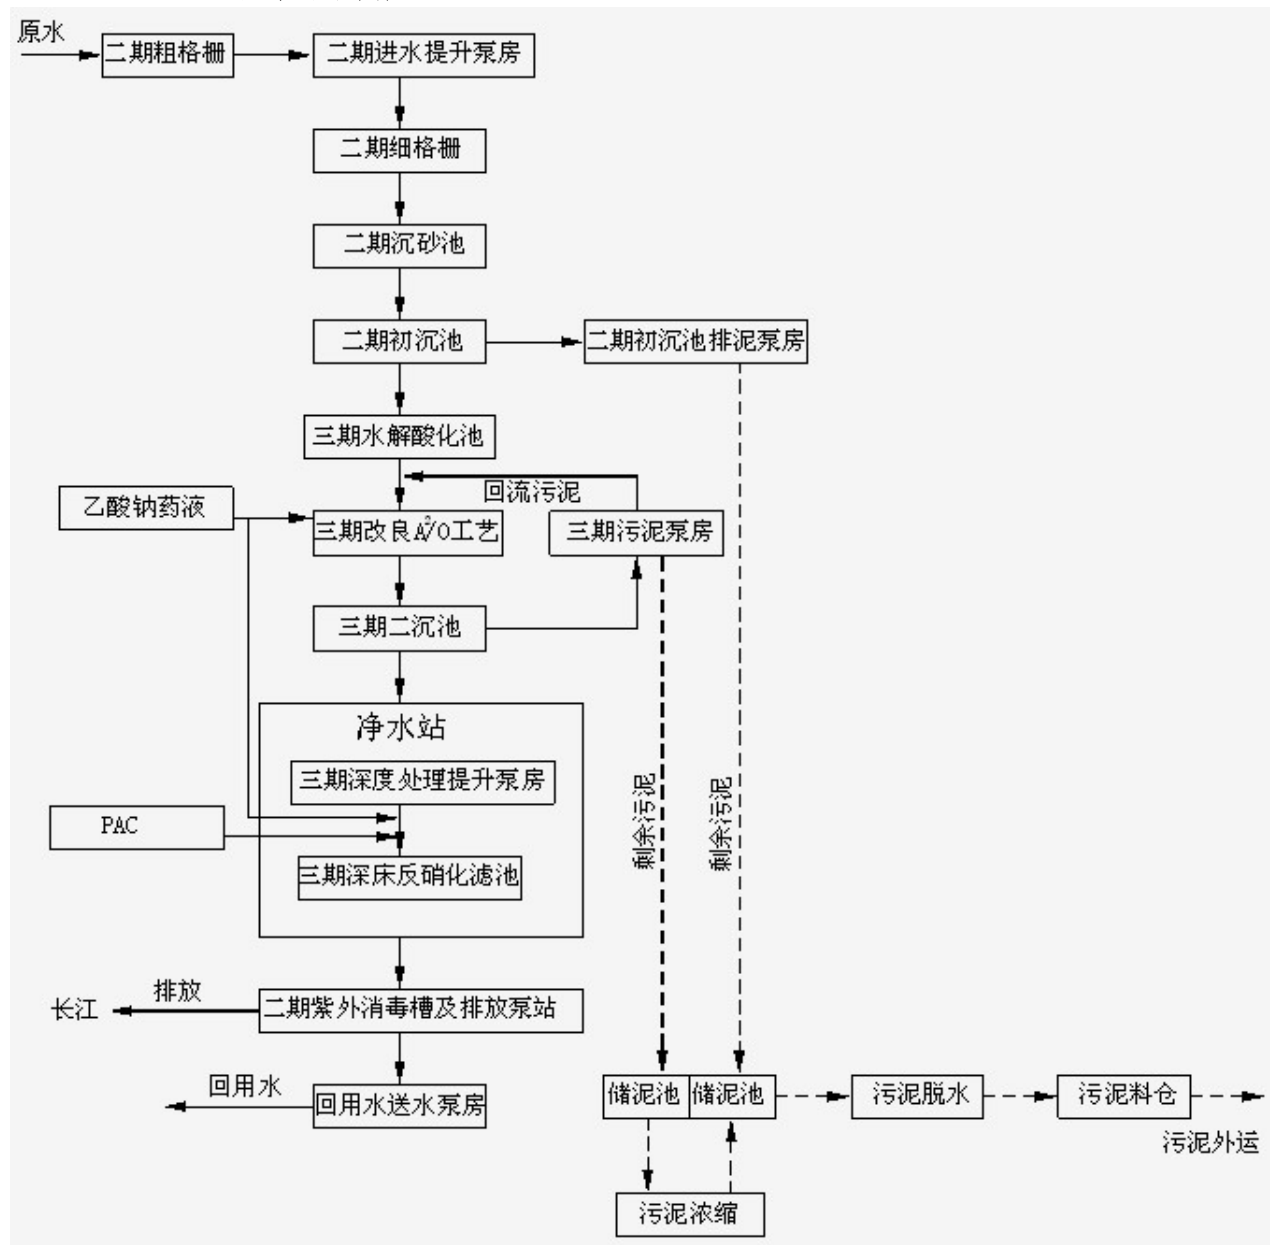 原水
二期粗格栅
二期进水提升泵房
二期细格栅
二期沉砂池
二期初沉池
二期初沉池排泥泵房
三期水解酸化池
回流污泥
乙酸钠药液
三期改良A²/O工艺
三期污泥泵房
三期二沉池
净水站
三期深度处理提升泵房
PAC
三期深床反硝化滤池
剩余污泥
剩余污泥
排放
长江
二期紫外消毒槽及排放泵站
回用水
回用水送水泵房
储泥池
储泥池
污泥脱水
污泥料仓
污泥外运
污泥浓缩